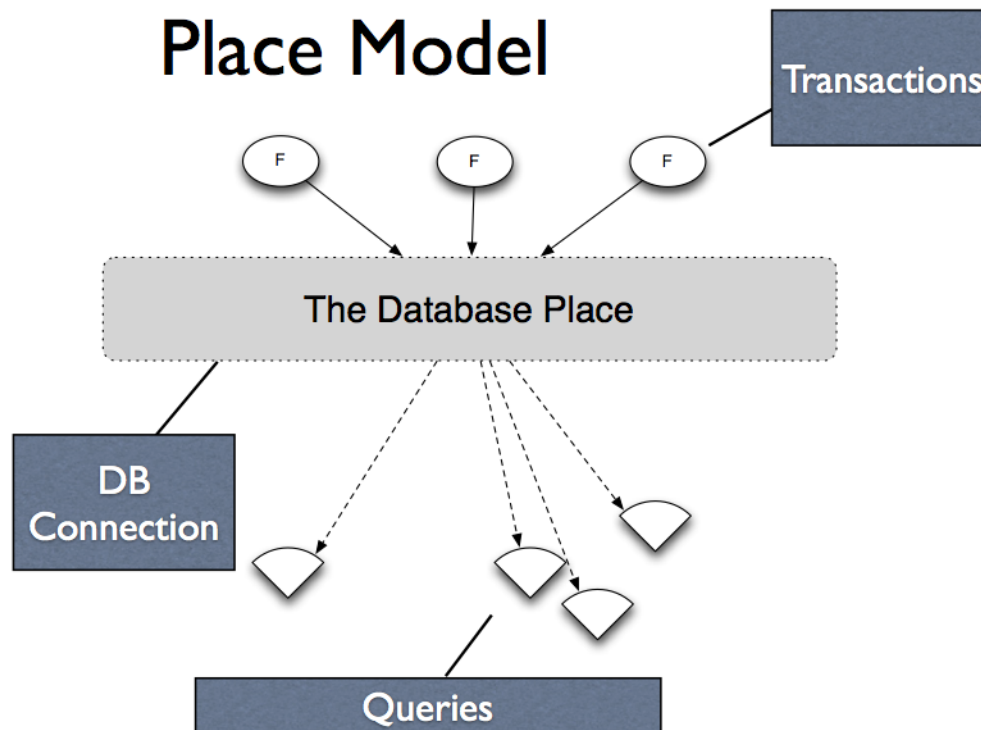 Place Model
Transactions
F
F
F
The Database Place
DB
Connection
Queries